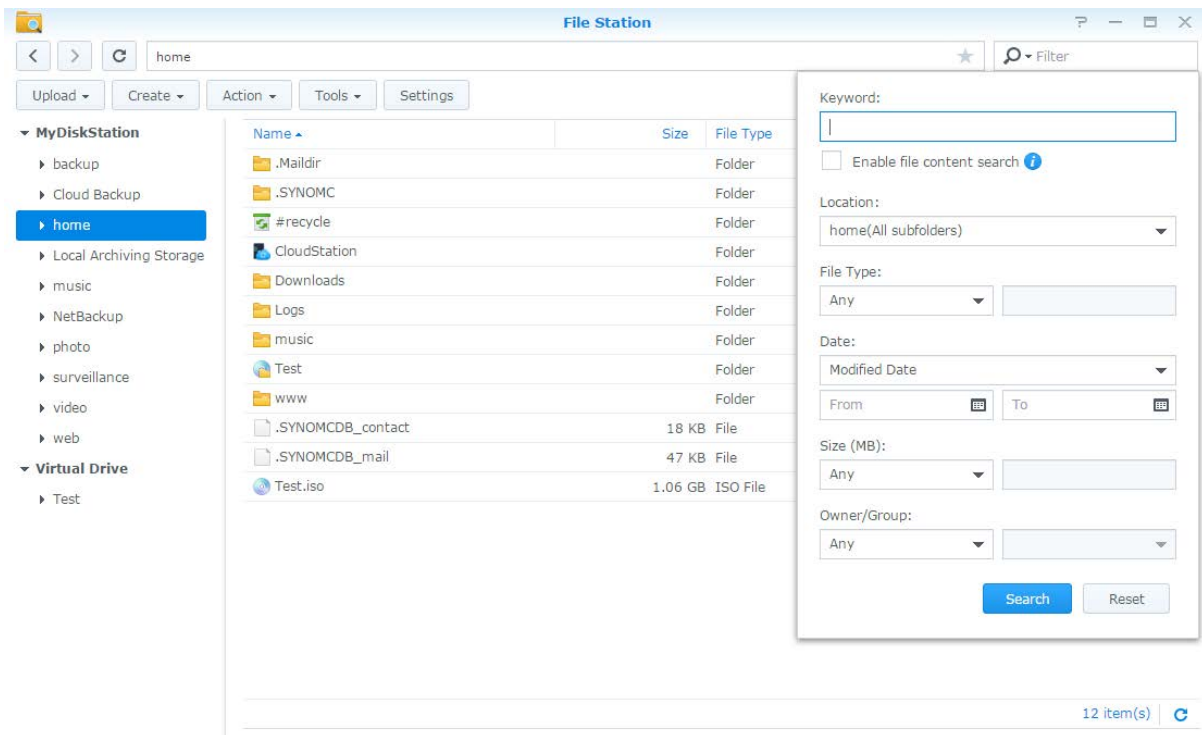 File Station
home
Filter
Upload Create Action Tools Settings
MyDiskStation
backup
Cloud Backup
home
Local Archiving Storage
music
NetBackup
photo
surveillance
video
web
Virtual Drive
Test
Name Size File Type
.Maildir Folder
.SYNOMC Folder
#recycle Folder
CloudStation Folder
Downloads Folder
Logs Folder
music Folder
Test Folder
www Folder
.SYNOMCDB_contact 18 KB File
.SYNOMCDB_mail 47 KB File
Test.iso 1.06 GB ISO File
Keyword:
Enable file content search i
Location:
home(All subfolders)
File Type:
Any
Date:
Modified Date
From To
Size (MB):
Any
Owner/Group:
Any
Search Reset
12 item(s)